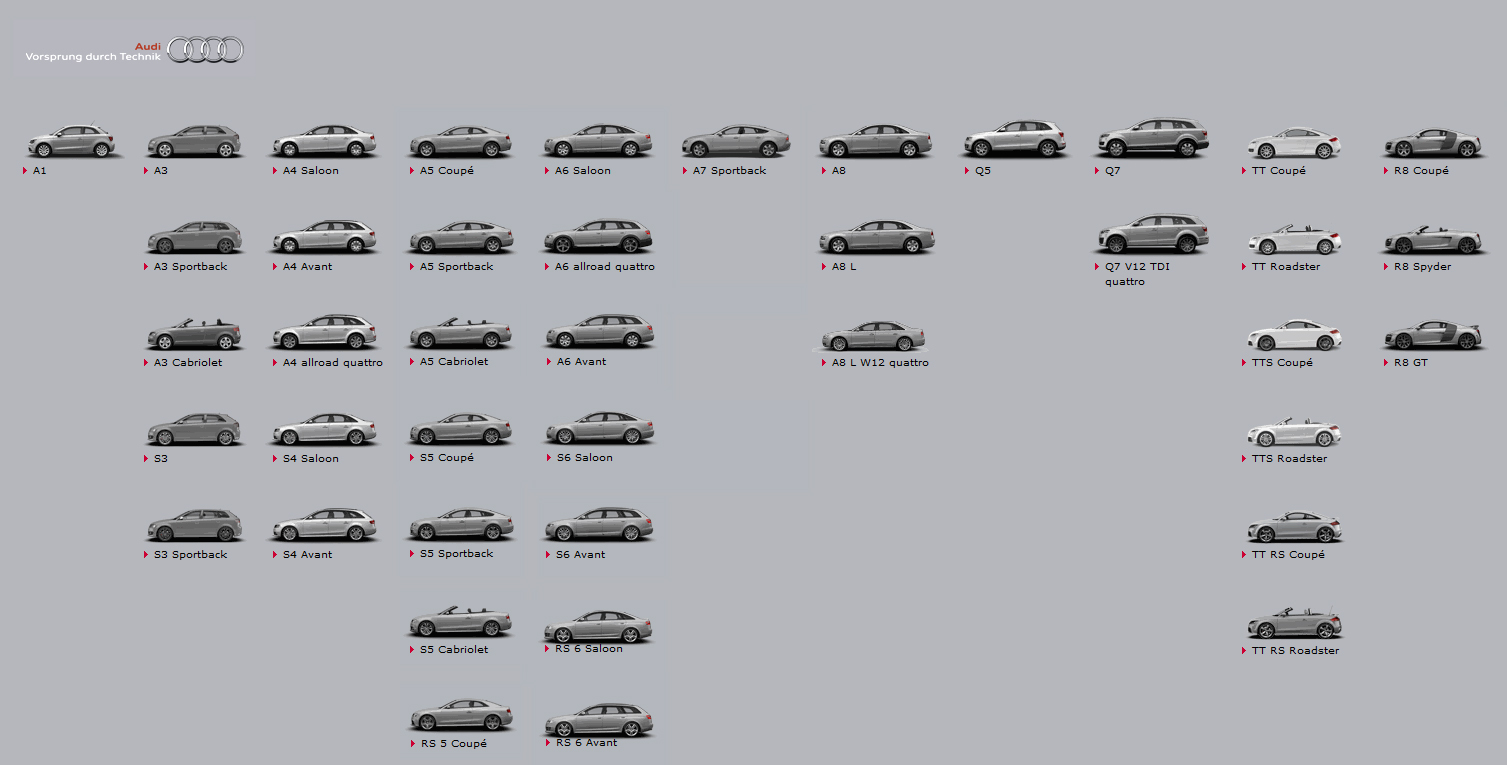 Audi
Vorsprung durch Technik
A1
A3
A4 Saloon
A5 Coupé
A6 Saloon
A7 Sportback
A8
Q5
Q7
TT Coupé
R8 Coupé
A3 Sportback
A4 Avant
A5 Sportback
A6 allroad quattro
A8 L
Q7 V12 TDI
quattro
TT Roadster
R8 Spyder
A3 Cabriolet
A4 allroad quattro
A5 Cabriolet
A6 Avant
A8 L W12 quattro
TTS Coupé
R8 GT
S3
S4 Saloon
S5 Coupé
S6 Saloon
TTS Roadster
S3 Sportback
S4 Avant
S5 Sportback
S6 Avant
TT RS Coupé
S5 Cabriolet
RS 6 Saloon
TT RS Roadster
RS 5 Coupé
RS 6 Avant